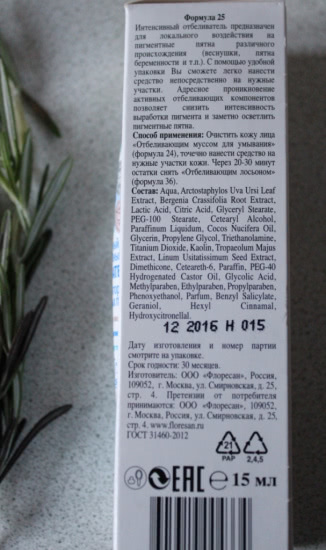 Формула 25
Интенсивный отбеливатель предназначен
для локального воздействия на
пигментные пятна различного
происхождения (веснушки, пятна
беременности и т.п.). С помощью удобной
упаковки Вы сможете легко нанести
средство непосредственно на нужные
участки. Адресное проникновение
активных отбеливающих компонентов
позволяет снизить интенсивность
выработки пигмента и заметно осветлить
пигментные пятна.
Способ применения: Очистить кожу лица
«Отбеливающим муссом для умывания»
(формула 24), точечно нанести средство на
нужные участки кожи. Через 20-30 минут
остатки снять «Отбеливающим лосьоном»
(формула 36).
Состав: Aqua, Arctostaphylos Uva Ursi Leaf
Extract, Bergenia Crassifolia Root Extract,
Lactic Acid, Citric Acid, Glyceryl Stearate,
PEG-100 Stearate, Cetearyl Alcohol,
Paraffinum Liquidum, Cocos Nucifera Oil,
Glycerin, Propylene Glycol, Triethanolamine,
Titanium Dioxide, Kaolin, Tropaeolum Majus
Extract, Linum Usitatissimum Seed Extract,
Dimethicone, Ceteareth-6, Paraffin, PEG-40
Hydrogenated Castor Oil, Glycolic Acid,
Methylparaben, Ethylparaben, Propylparaben,
Phenoxyethanol, Parfum, Benzyl Salicylate,
Geraniol, Hexyl Cinnamal,
Hydroxycitronellal.
12 2016 Н 015
Дату изготовления и номер партии
смотрите на упаковке.
Срок годности: 30 месяцев.
Изготовитель: ООО «Флоресан», Россия,
109052, г. Москва, ул. Смирновская, д. 25,
стр. 4. Претензии от потребителя
принимаются: ООО «Флоресан», 109052,
г. Москва, Россия, ул. Смирновская, д. 25,
стр. 4. www.floresan.ru
ГОСТ 31460-2012
21
PAP
2,4,5
EAC ℮ 15 мл